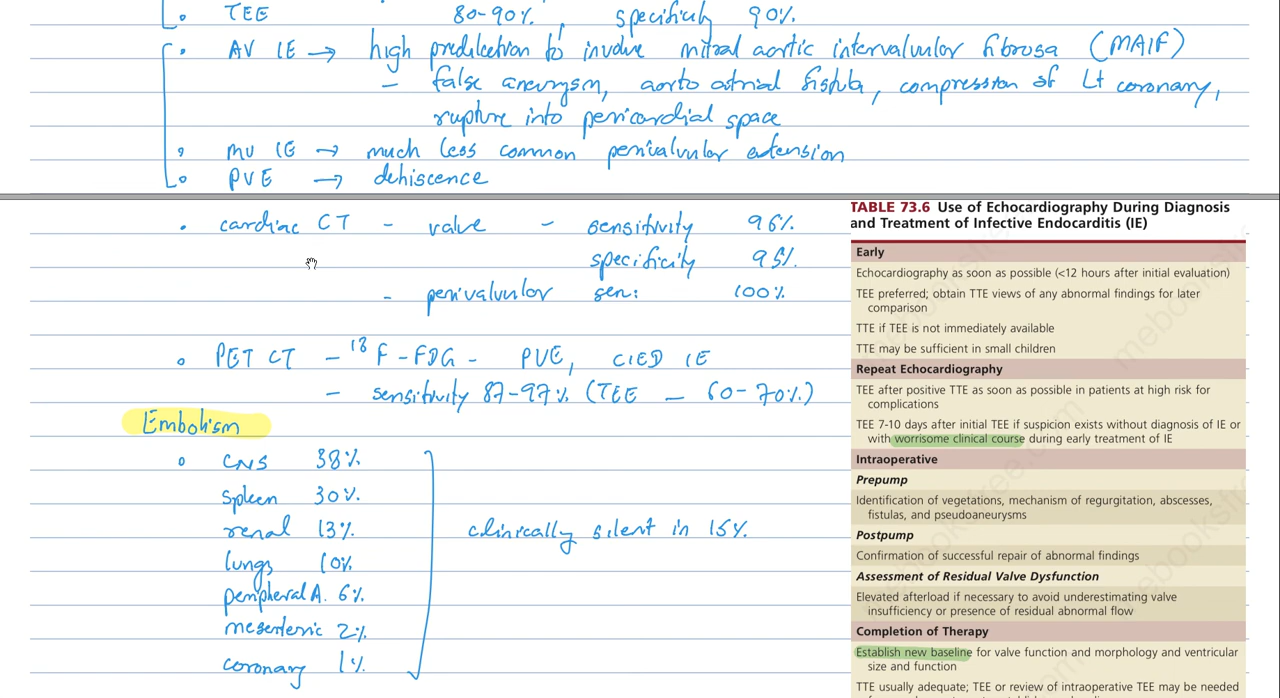 TEE 80-90%, specificity 90%.
AV IE → high predilection to involve mitral aortic intervalvular fibrosa (MAIF)
- false aneurysm, aorto atrial fistula, compression of Lt coronary,
rupture into pericardial space
MV IE → much less common perivalvular extension
PVE → dehiscence
cardiac CT - valve - sensitivity 96%
specificity 95%
- perivalvular sen: 100%
PET CT - 18 F-FDG - PVE, CIED IE
- sensitivity 87-97% (TEE - 60-70%)
Embolism
CNS 38%
Spleen 30%
renal 13%
lungs 10%
peripheral A. 6%
mesenteric 2%
coronary 1%
clinically silent in 15%
TABLE 73.6 Use of Echocardiography During Diagnosis
and Treatment of Infective Endocarditis (IE)
Early
Echocardiography as soon as possible (<12 hours after initial evaluation)
TEE preferred; obtain TTE views of any abnormal findings for later
comparison
TTE if TEE is not immediately available
TTE may be sufficient in small children
Repeat Echocardiography
TEE after positive TTE as soon as possible in patients at high risk for
complications
TEE 7-10 days after initial TEE if suspicion exists without diagnosis of IE or
with worrisome clinical course during early treatment of IE
Intraoperative
Prepump
Identification of vegetations, mechanism of regurgitation, abscesses,
fistulas, and pseudoaneurysms
Postpump
Confirmation of successful repair of abnormal findings
Assessment of Residual Valve Dysfunction
Elevated afterload if necessary to avoid underestimating valve
insufficiency or presence of residual abnormal flow
Completion of Therapy
Establish new baseline for valve function and morphology and ventricular
size and function
TTE usually adequate; TEE or review of intraoperative TEE may be needed